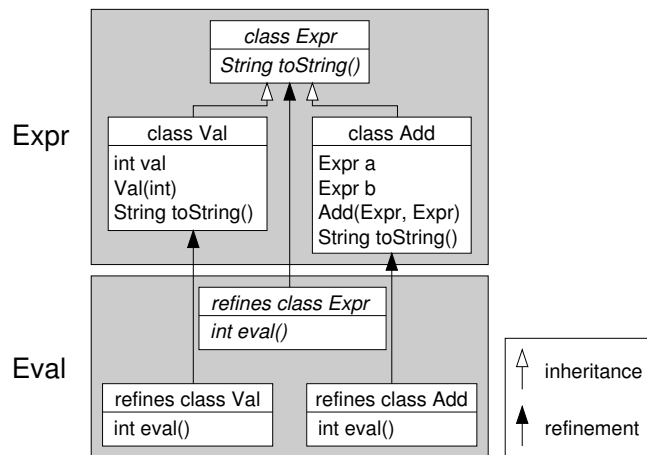 class Expr
String toString()
Expr
class Val
int val
Val(int)
String toString()
class Add
Expr a
Expr b
Add(Expr, Expr)
String toString()
refines class Expr
int eval()
Eval
refines class Val
int eval()
refines class Add
int eval()
inheritance
refinement